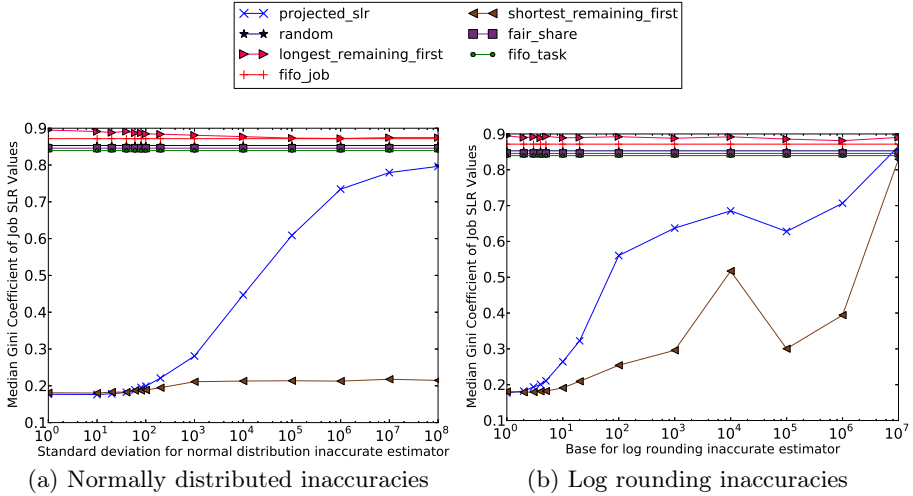 projected_slr
random
longest_remaining_first
fifo_job
shortest_remaining_first
fair_share
fifo_task
Median Gini Coefficient of Job SLR Values
0.9
0.8
0.7
0.6
0.5
0.4
0.3
0.2
0.1
10^0 10^1 10^2 10^3 10^4 10^5 10^6 10^7 10^8
Standard deviation for normal distribution inaccurate estimator
(a) Normally distributed inaccuracies
Median Gini Coefficient of Job SLR Values
0.9
0.8
0.7
0.6
0.5
0.4
0.3
0.2
0.1
10^0 10^1 10^2 10^3 10^4 10^5 10^6 10^7
Base for log rounding inaccurate estimator
(b) Log rounding inaccuracies